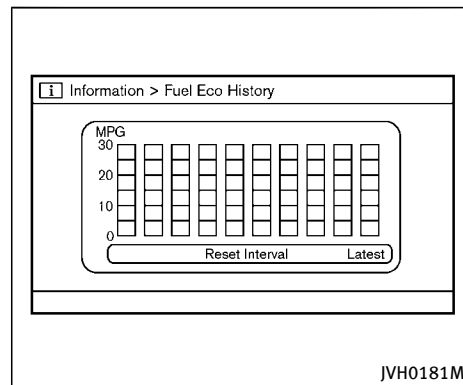 i Information > Fuel Eco History
MPG
30
20
10
0
Reset Interval Latest
JVH0181M